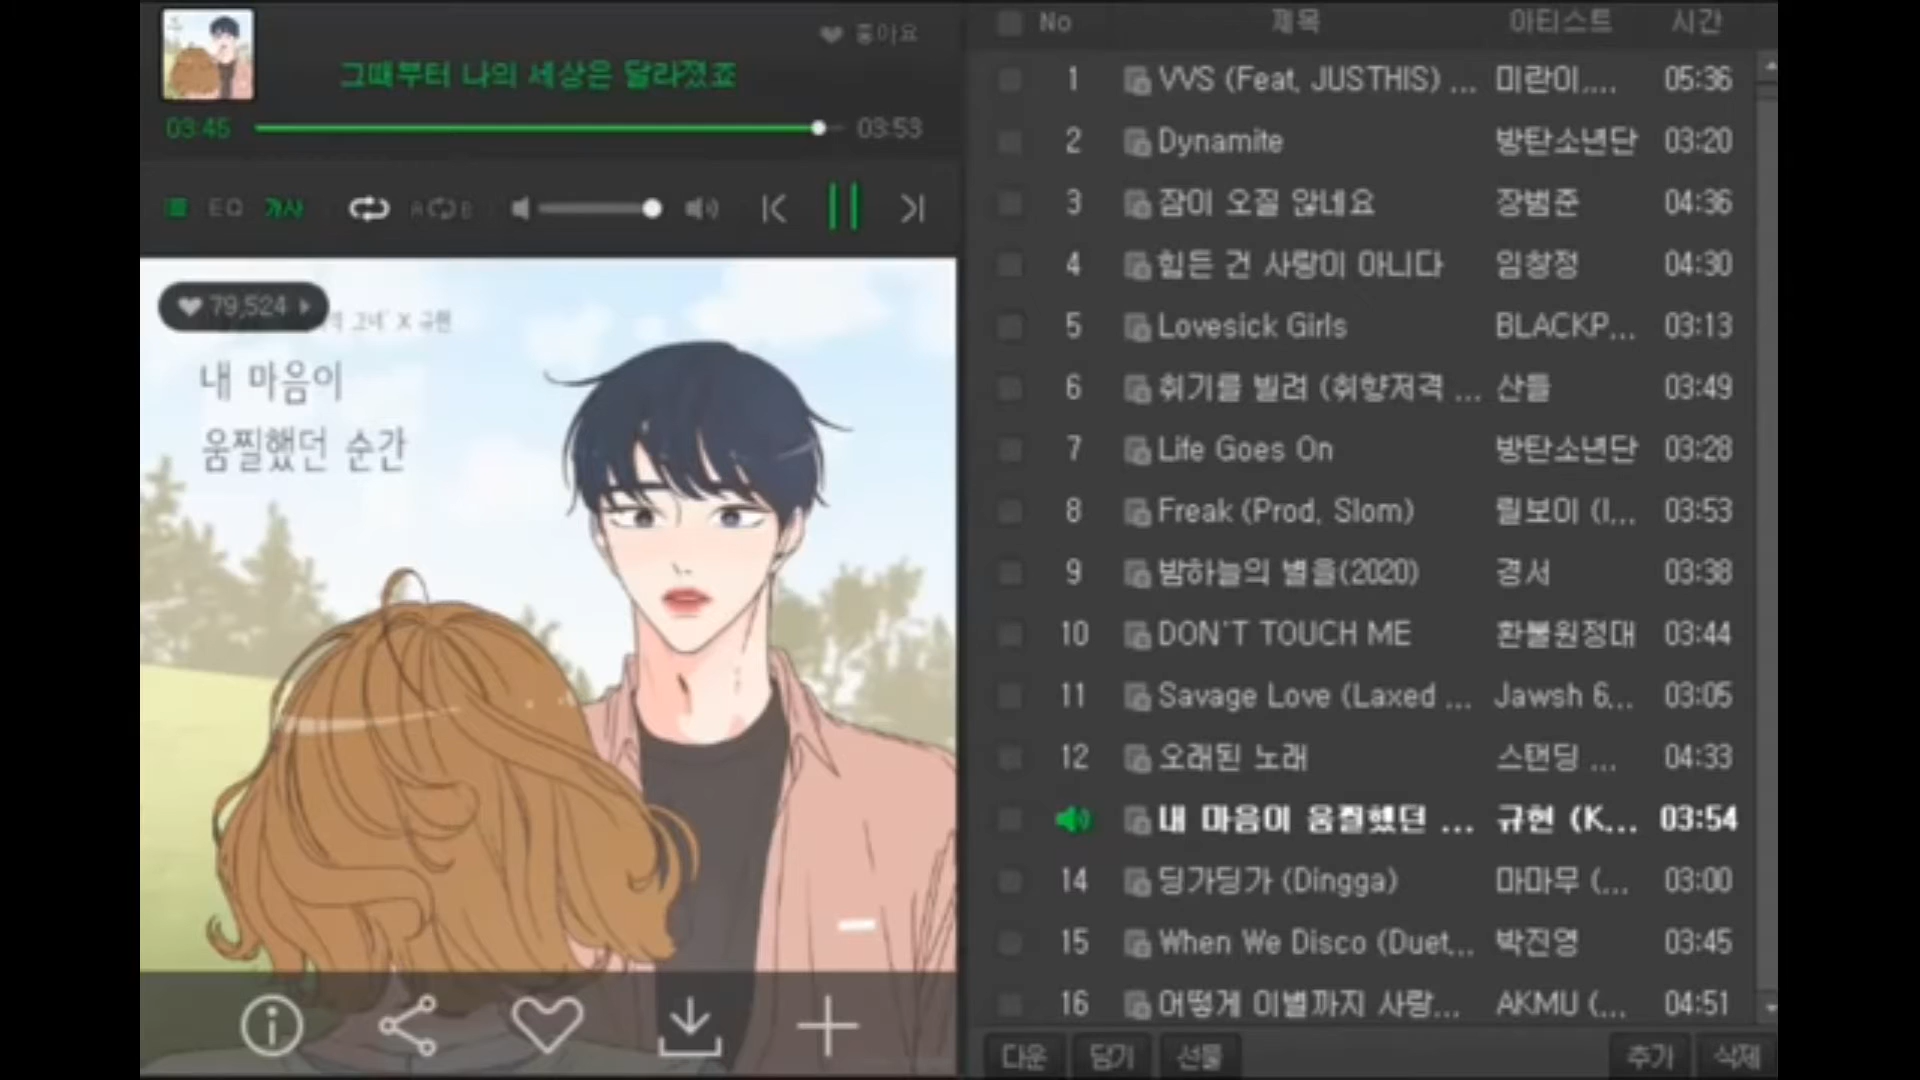 좋아요
그때부터 나의 세상은 달라졌죠
03:45 03:53
EQ 가사 A B
79,524
그녀' X 규현
내 마음이
움찔했던 순간
No 제목 아티스트 시간
1 VVS (Feat. JUSTHIS) ... 미란이,... 05:36
2 Dynamite 방탄소년단 03:20
3 잠이 오질 않네요 장범준 04:36
4 힘든 건 사랑이 아니다 임창정 04:30
5 Lovesick Girls BLACKP... 03:13
6 취기를 빌려 (취향저격 ... 산들 03:49
7 Life Goes On 방탄소년단 03:28
8 Freak (Prod. Slom) 릴보이 (l... 03:53
9 밤하늘의 별을(2020) 경서 03:38
10 DON'T TOUCH ME 환불원정대 03:44
11 Savage Love (Laxed ... Jawsh 6... 03:05
12 오래된 노래 스탠딩 ... 04:33
내 마음이 움찔했던 ... 규현 (K... 03:54
14 딩가딩가 (Dingga) 마마무 (... 03:00
15 When We Disco (Duet... 박진영 03:45
16 어떻게 이별까지 사랑... AKMU (... 04:51
다운 담기 선물 추가 삭제